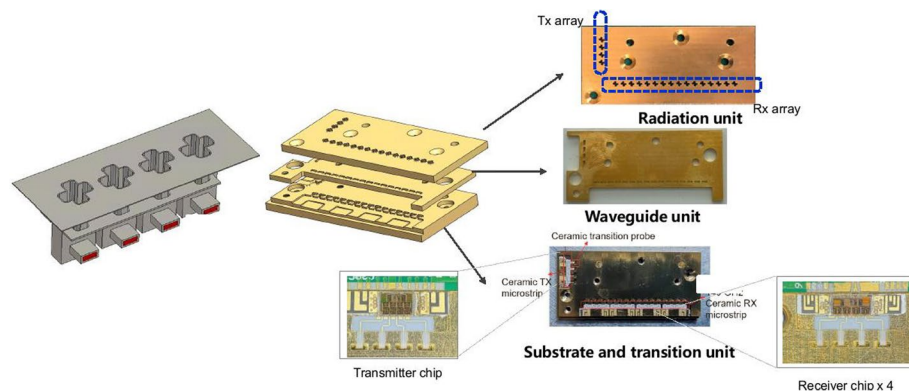 Tx array
Rx array
Radiation unit
Waveguide unit
Ceramic transition probe
Ceramic TX
microstrip
Ceramic RX
microstrip
Substrate and transition unit
Transmitter chip
Receiver chip x 4